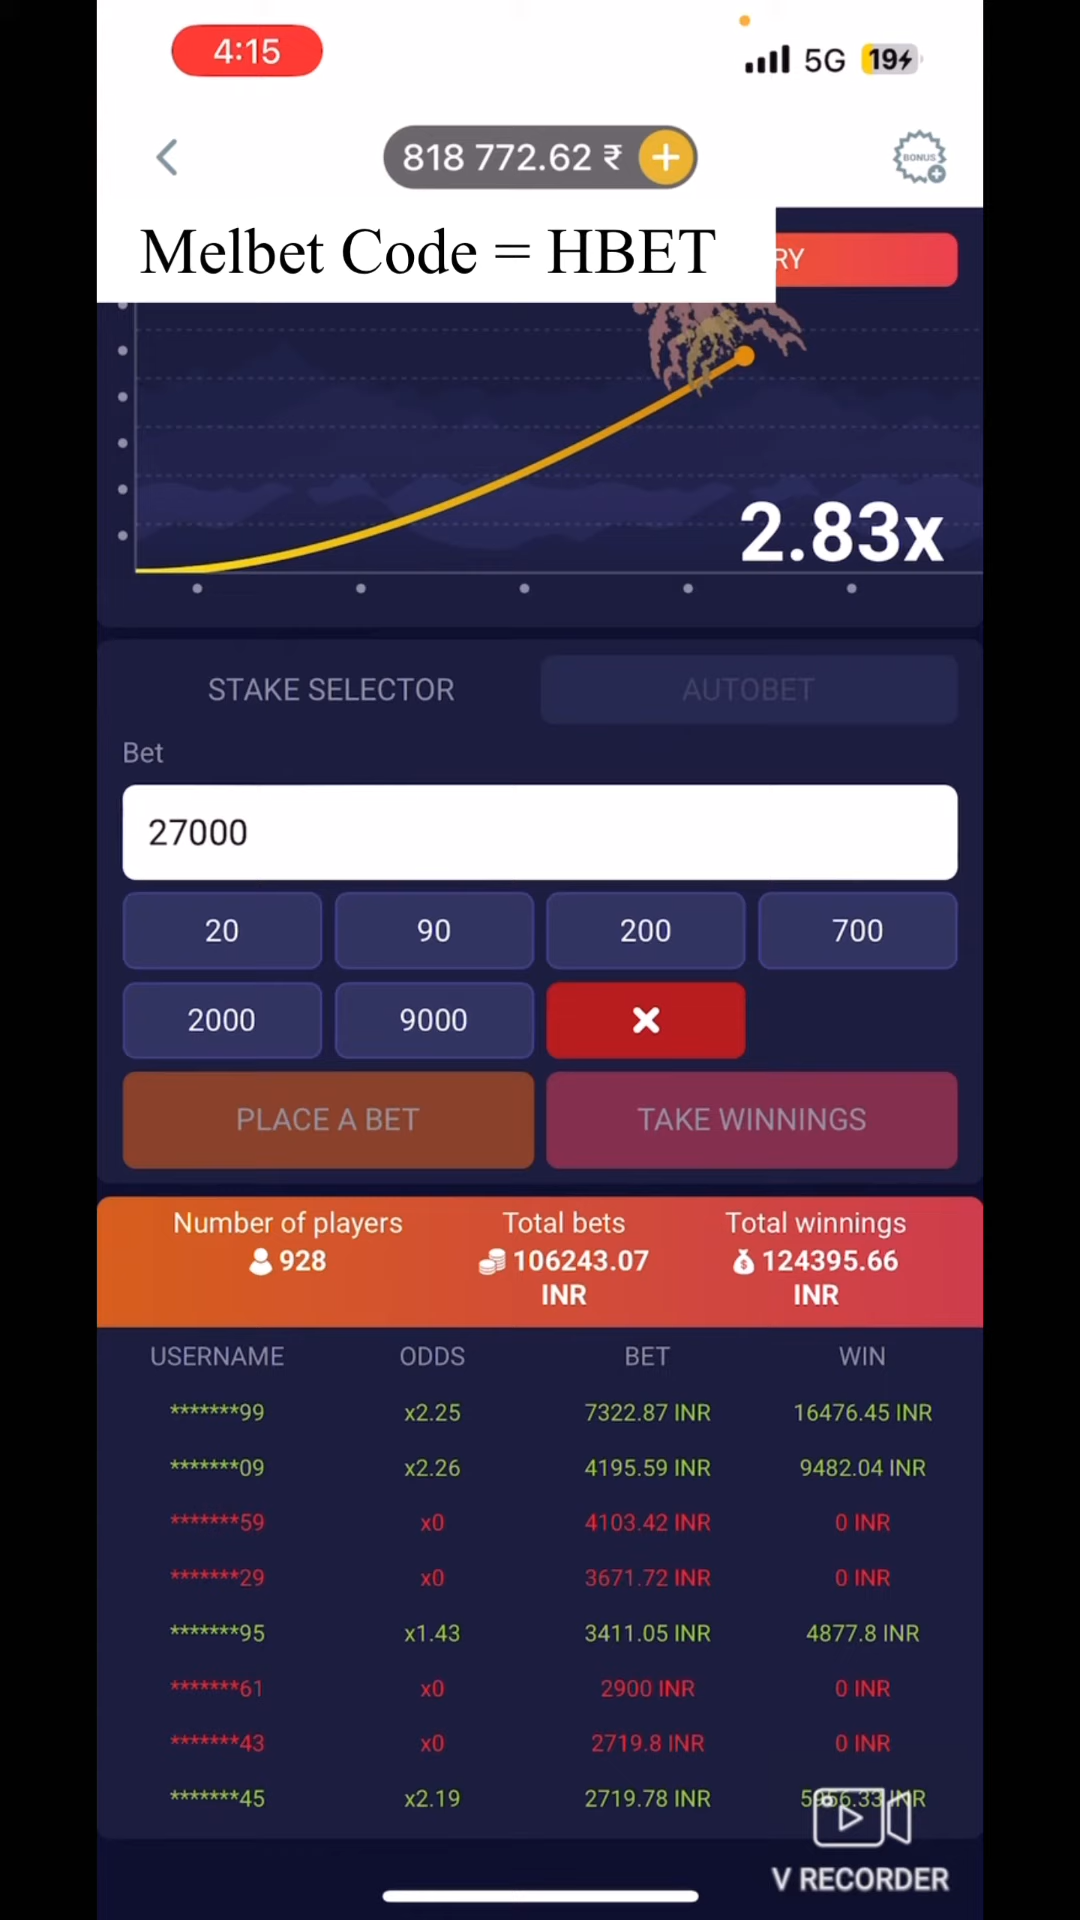 4:15
5G 19
818 772.62 ₹ +
BONUS
Melbet Code = HBET
RY
2.83x
STAKE SELECTOR AUTOBET
Bet
27000
20 90 200 700
2000 9000
PLACE A BET TAKE WINNINGS
Number of players Total bets Total winnings
928 106243.07 124395.66
INR INR
USERNAME ODDS BET WIN
*******99 x2.25 7322.87 INR 16476.45 INR
*******09 x2.26 4195.59 INR 9482.04 INR
*******59 x0 4103.42 INR 0 INR
*******29 x0 3671.72 INR 0 INR
*******95 x1.43 3411.05 INR 4877.8 INR
*******61 x0 2900 INR 0 INR
*******43 x0 2719.8 INR 0 INR
*******45 x2.19 2719.78 INR 5956.33 INR
V RECORDER